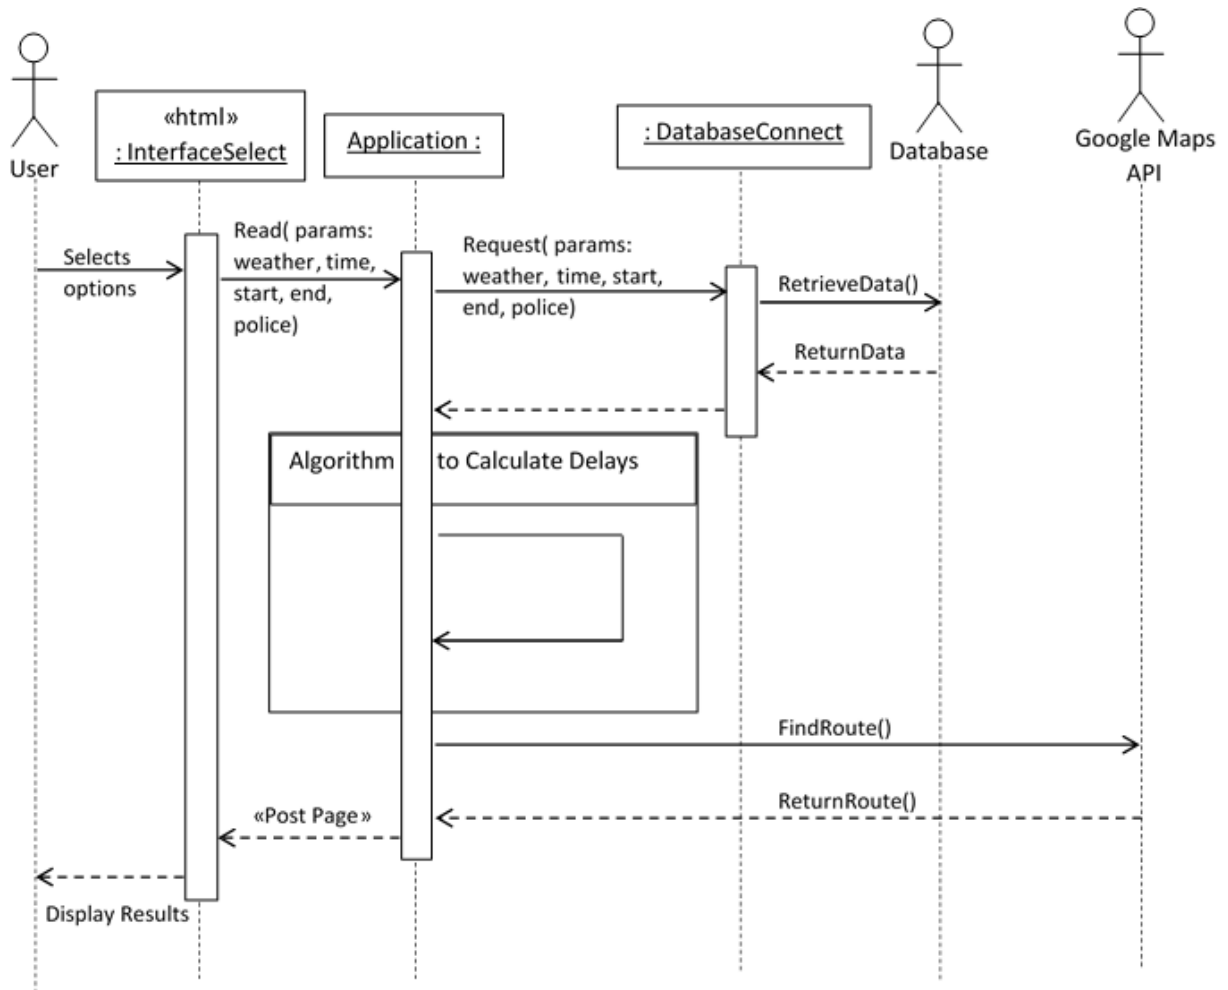 User
«html»
: InterfaceSelect
Application :
: DatabaseConnect
Database
Google Maps
API
Selects
options
Read( params:
weather, time,
start, end,
police)
Request( params:
weather, time, start,
end, police)
RetrieveData()
ReturnData
Algorithm to Calculate Delays
FindRoute()
ReturnRoute()
«Post Page»
Display Results